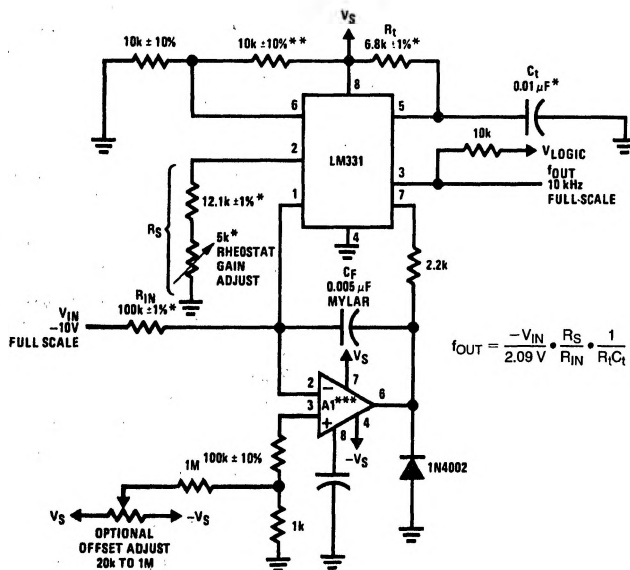 VS
10k ± 10%
10k ±10%**
Rt
6.8k ±1%*
Ct
0.01 µF*
8
6
5
10k
VLOGIC
2
LM331
3
fOUT
10 kHz
FULL-SCALE
12.1k ±1%*
1
7
RS
5k*
RHEOSTAT
GAIN
ADJUST
4
2.2k
CF
0.005 µF
MYLAR
RIN
100k ±1%*
VIN
−10V
FULL SCALE
fOUT = −VIN / 2.09 V • RS / RIN • 1 / RtCt
VS
7
2
−
A1***
6
3
+
4
8
−VS
100k ± 10%
1M
1N4002
VS
−VS
1k
OPTIONAL
OFFSET ADJUST
20k TO 1M